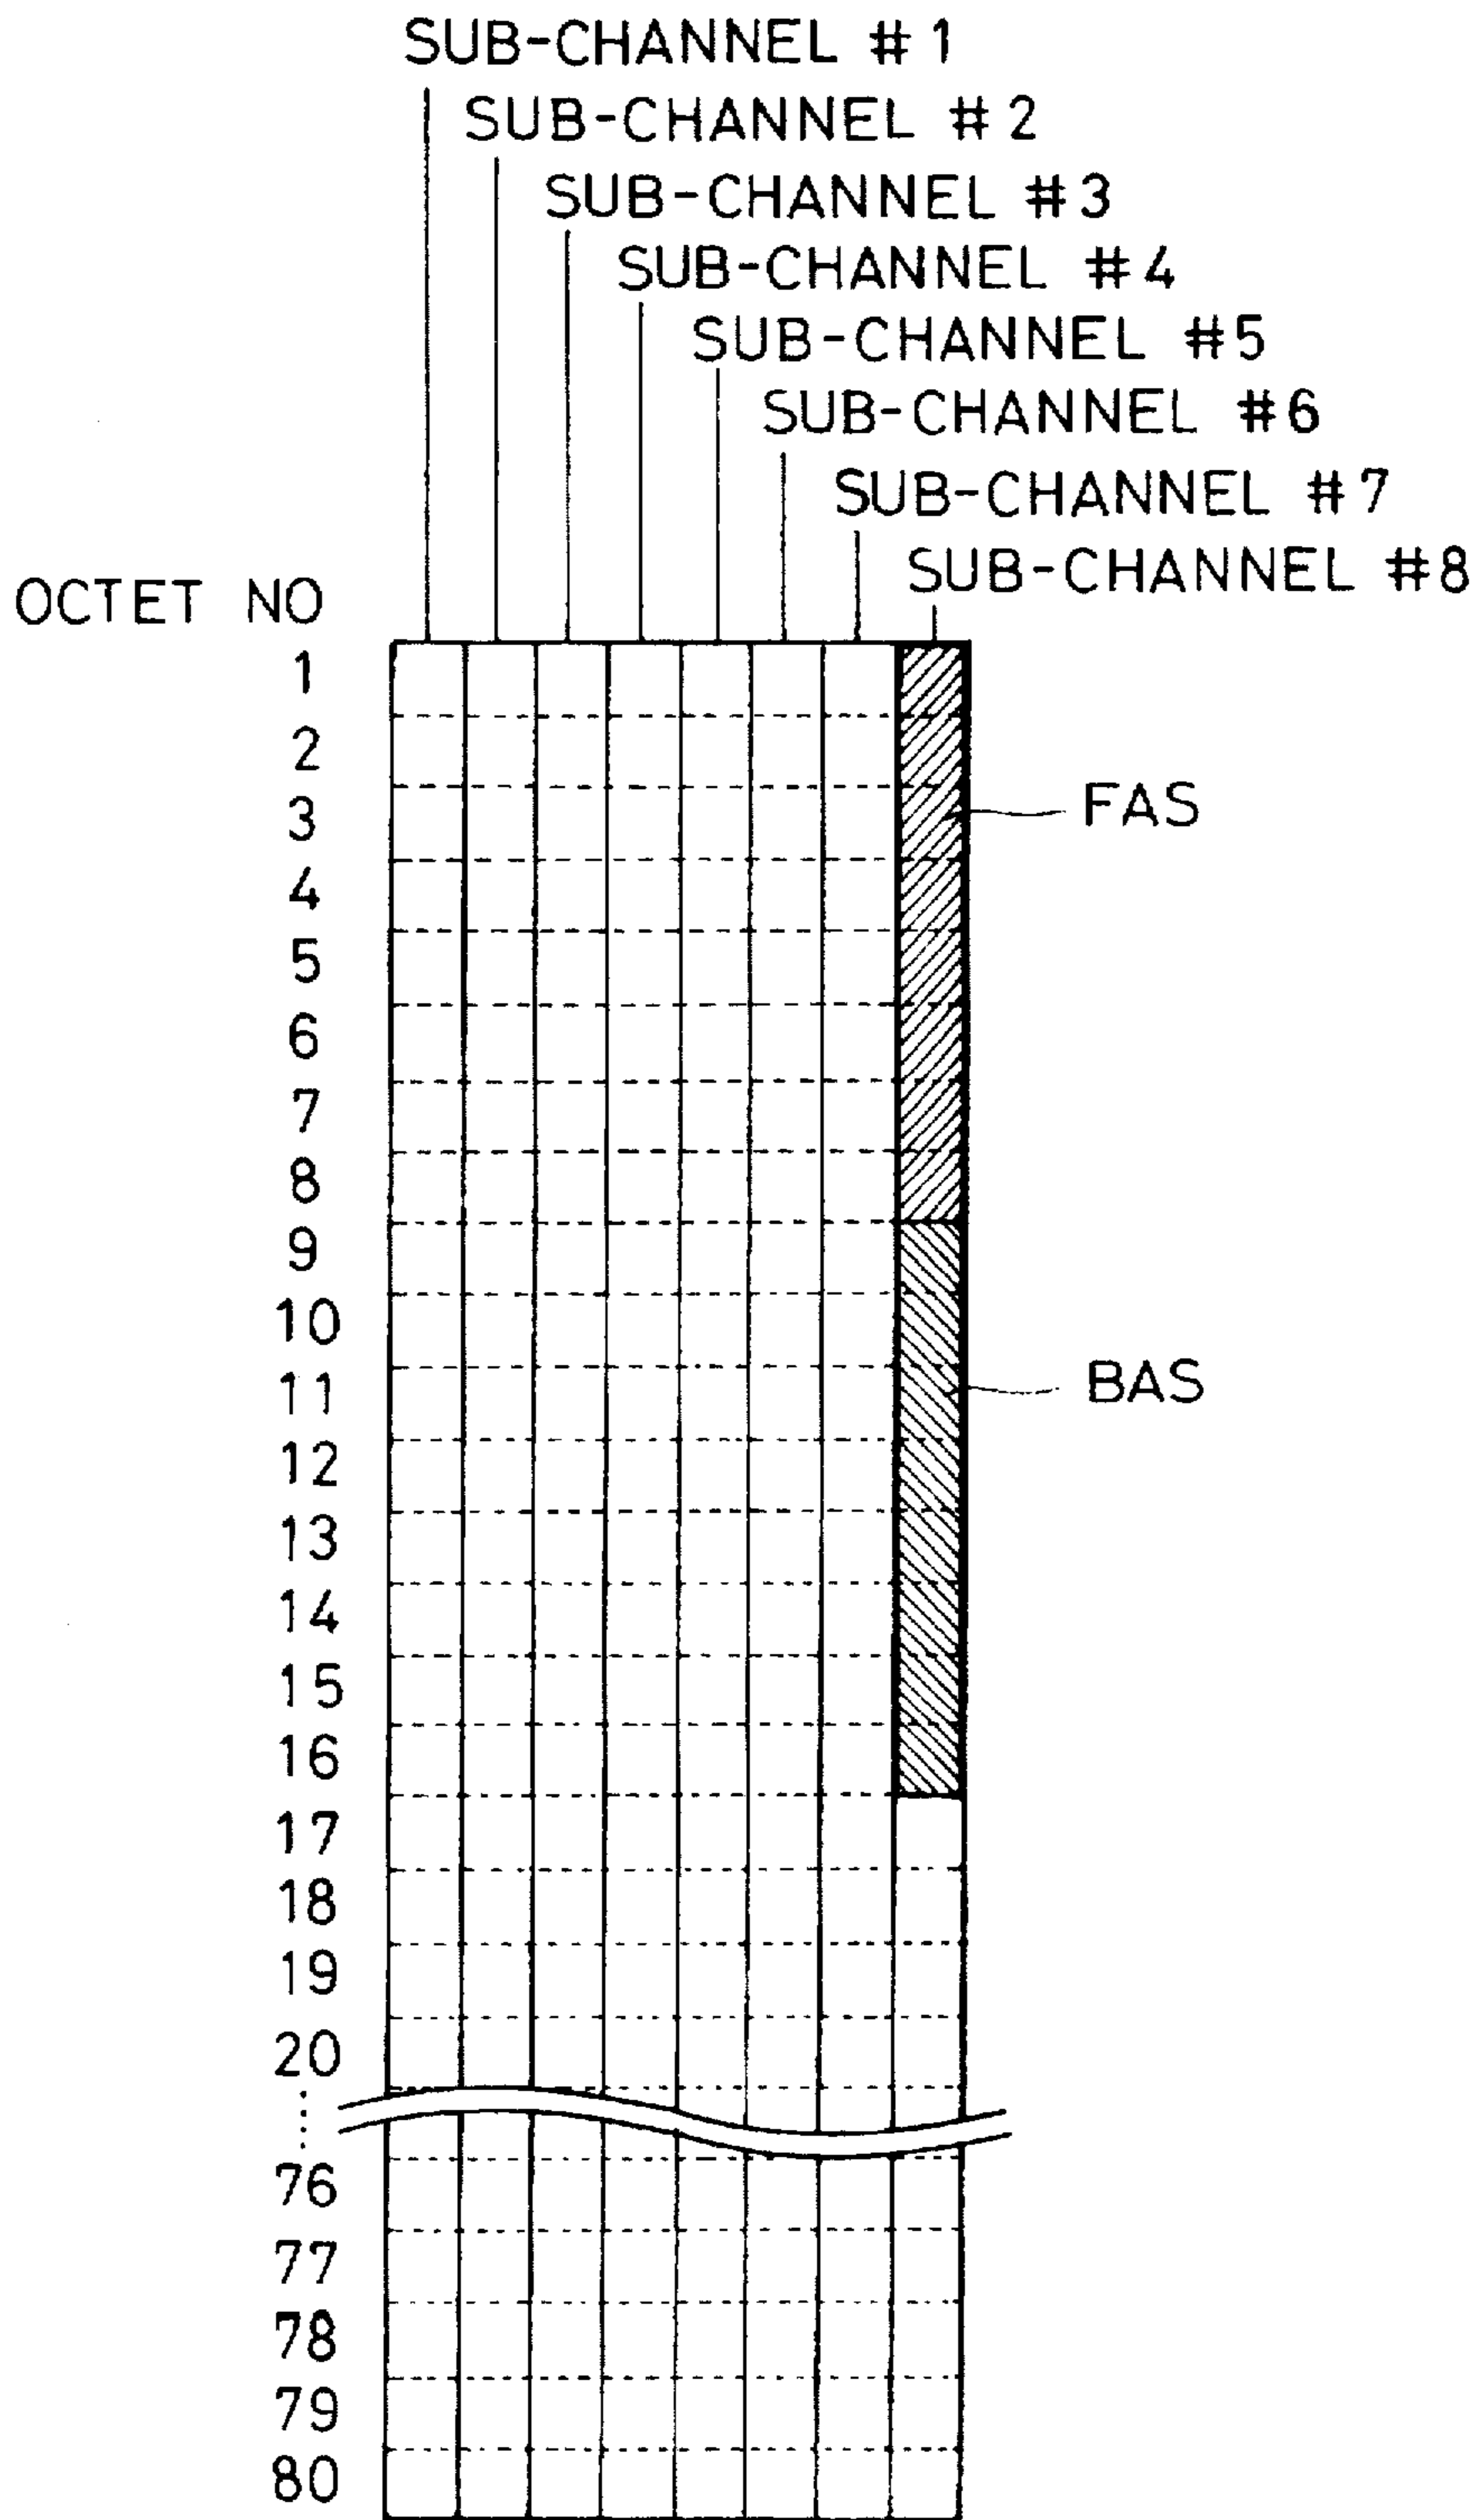 SUB-CHANNEL #1
SUB-CHANNEL #2
SUB-CHANNEL #3
SUB-CHANNEL #4
SUB-CHANNEL #5
SUB-CHANNEL #6
SUB-CHANNEL #7
SUB-CHANNEL #8
OCTET NO
1
2
3 FAS
4
5
6
7
8
9
10
11 BAS
12
13
14
15
16
17
18
19
20
⋮
76
77
78
79
80